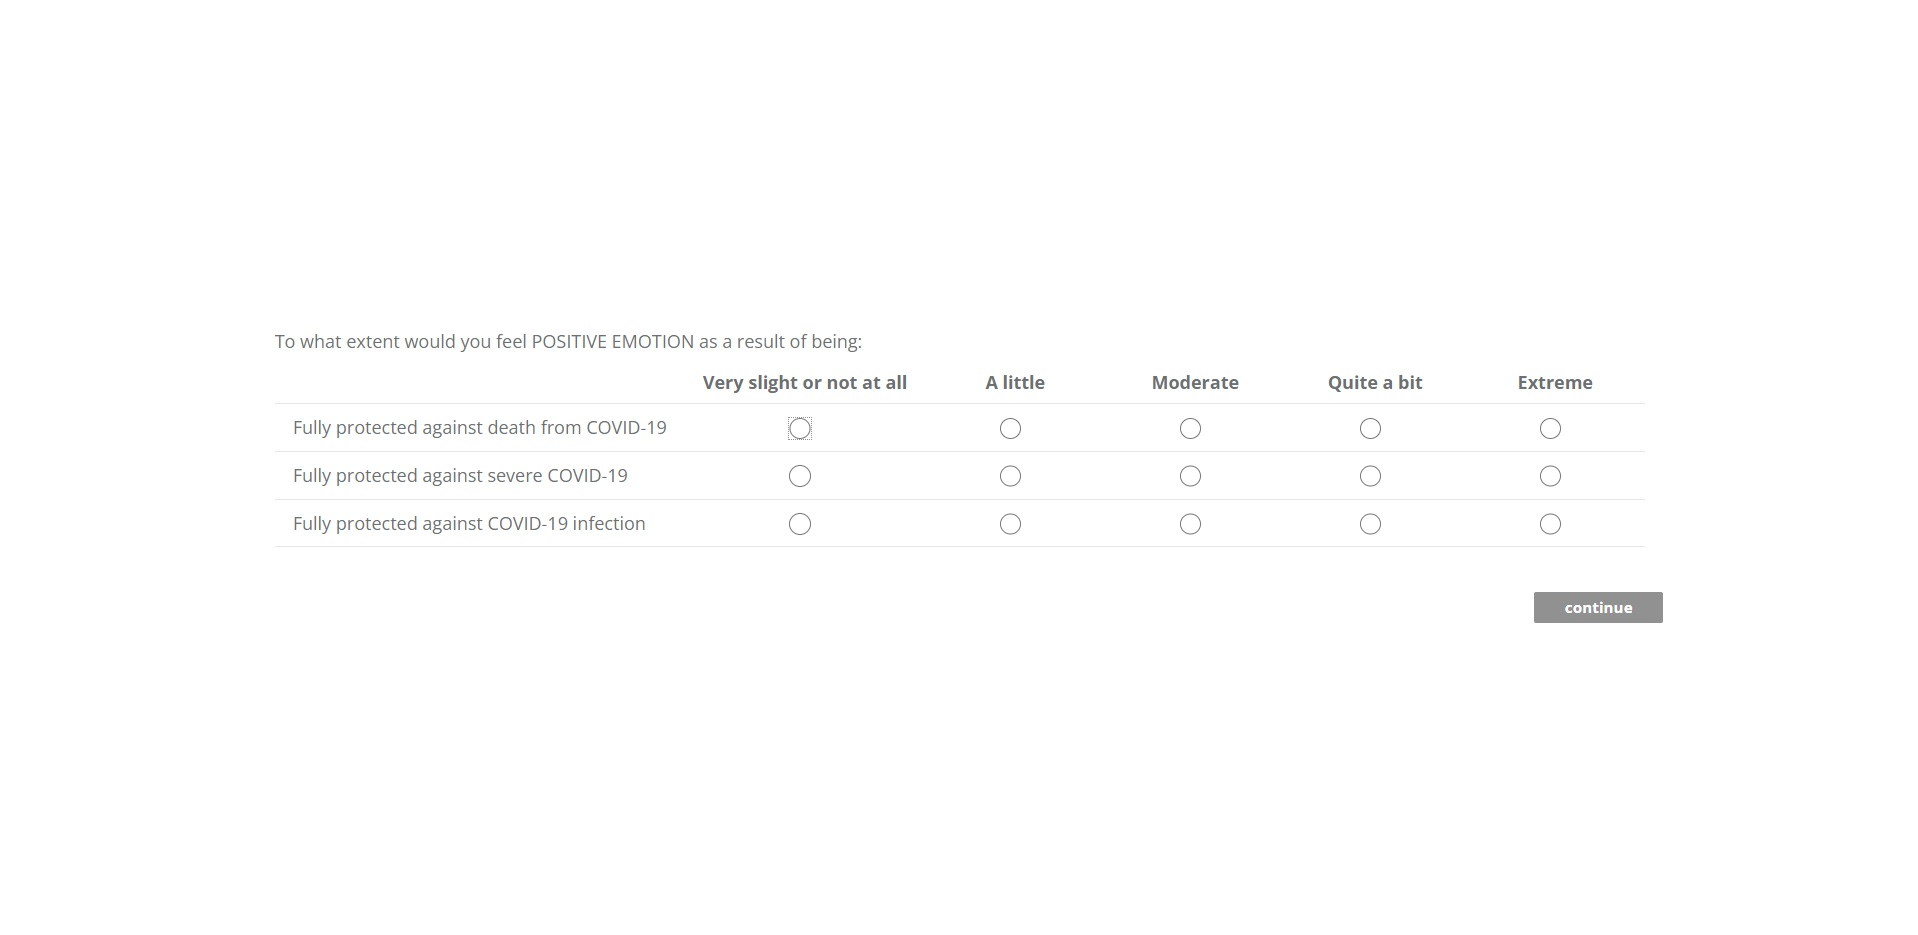 To what extent would you feel POSITIVE EMOTION as a result of being:
Very slight or not at all A little Moderate Quite a bit Extreme
Fully protected against death from COVID-19
Fully protected against severe COVID-19
Fully protected against COVID-19 infection
continue